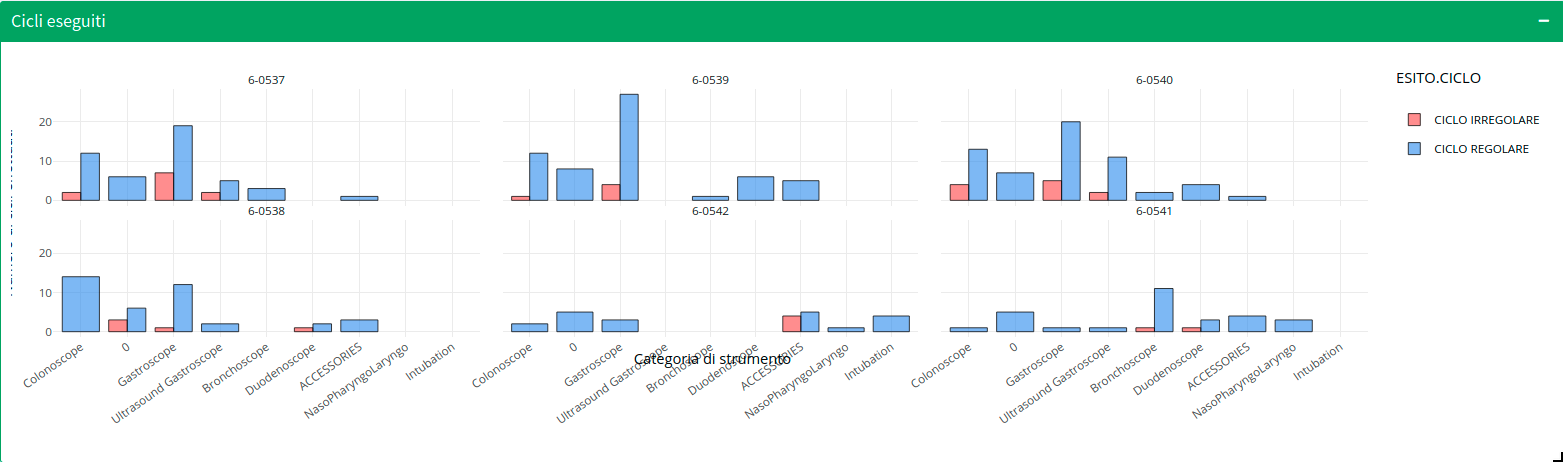 Cicli eseguiti
6-0537
6-0539
6-0540
ESITO.CICLO
CICLO IRREGOLARE
CICLO REGOLARE
20
10
0
6-0538
6-0542
6-0541
20
10
0
Colonoscope
0
Gastroscope
Ultrasound Gastroscope
Bronchoscope
Duodenoscope
ACCESSORIES
NasoPharyngoLaryngo
Intubation
Colonoscope
0
Gastroscope
Ultrasound Gastroscope
Bronchoscope
Duodenoscope
ACCESSORIES
NasoPharyngoLaryngo
Intubation
Colonoscope
0
Gastroscope
Ultrasound Gastroscope
Bronchoscope
Duodenoscope
ACCESSORIES
NasoPharyngoLaryngo
Intubation
Categoria di strumento